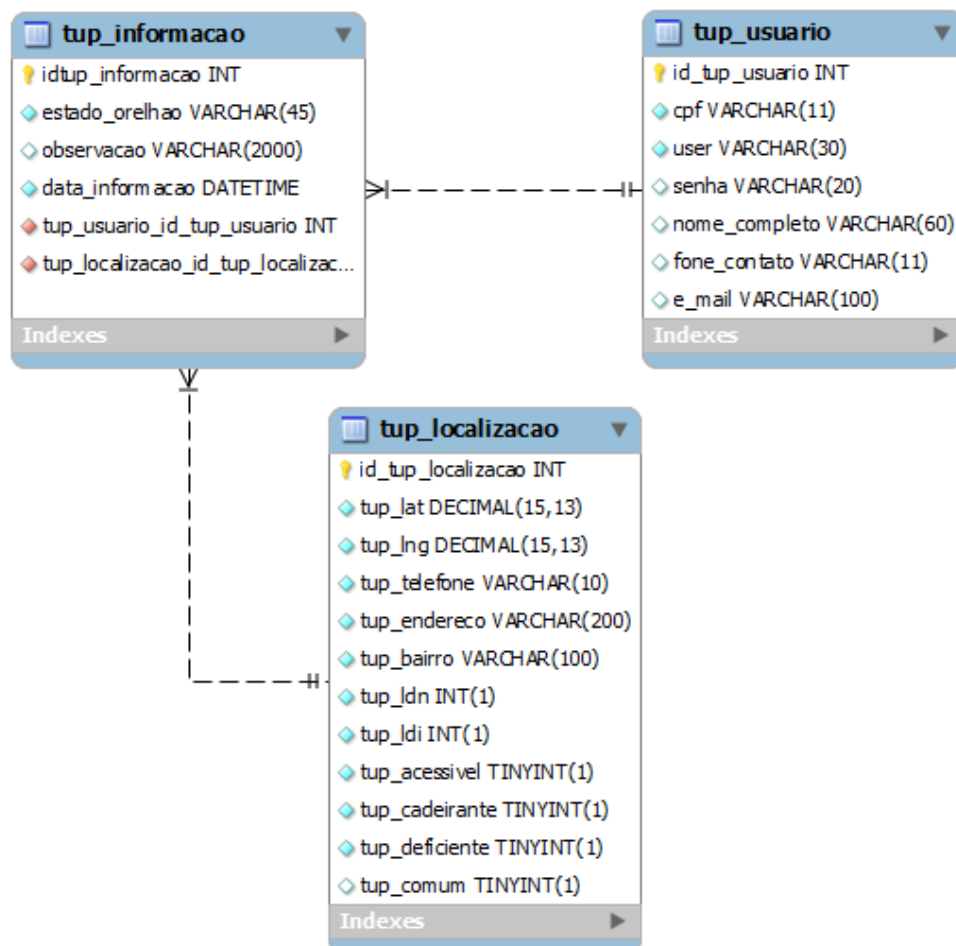 tup_informacao
idtup_informacao INT
estado_orelhao VARCHAR(45)
observacao VARCHAR(2000)
data_informacao DATETIME
tup_usuario_id_tup_usuario INT
tup_localizacao_id_tup_localizac...
Indexes
tup_usuario
id_tup_usuario INT
cpf VARCHAR(11)
user VARCHAR(30)
senha VARCHAR(20)
nome_completo VARCHAR(60)
fone_contato VARCHAR(11)
e_mail VARCHAR(100)
Indexes
tup_localizacao
id_tup_localizacao INT
tup_lat DECIMAL(15,13)
tup_lng DECIMAL(15,13)
tup_telefone VARCHAR(10)
tup_endereco VARCHAR(200)
tup_bairro VARCHAR(100)
tup_ldn INT(1)
tup_ldi INT(1)
tup_acessivel TINYINT(1)
tup_cadeirante TINYINT(1)
tup_deficiente TINYINT(1)
tup_comum TINYINT(1)
Indexes